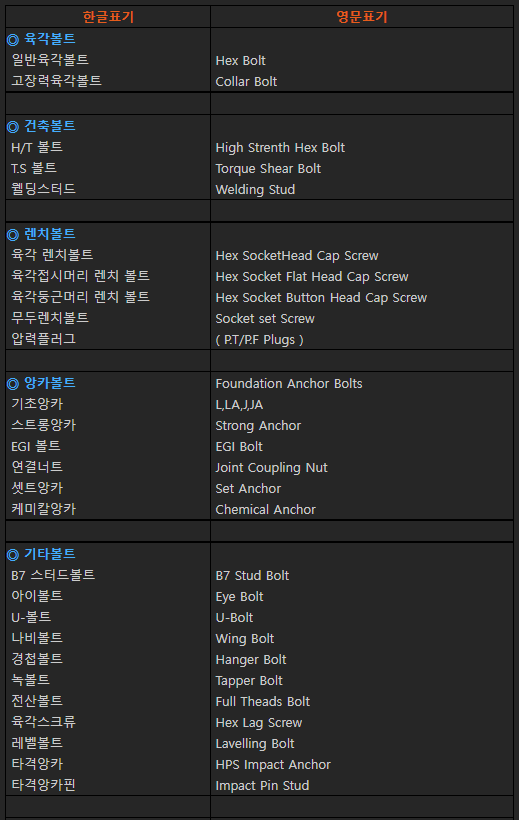 한글표기 영문표기
◎ 육각볼트
일반육각볼트 Hex Bolt
고장력육각볼트 Collar Bolt
◎ 건축볼트
H/T 볼트 High Strenth Hex Bolt
T.S 볼트 Torque Shear Bolt
웰딩스터드 Welding Stud
◎ 렌치볼트
육각 렌치볼트 Hex SocketHead Cap Screw
육각접시머리 렌치 볼트 Hex Socket Flat Head Cap Screw
육각둥근머리 렌치 볼트 Hex Socket Button Head Cap Screw
무두렌치볼트 Socket set Screw
압력플러그 ( P.T/P.F Plugs )
◎ 앙카볼트 Foundation Anchor Bolts
기초앙카 L,LA,J,JA
스트롱앙카 Strong Anchor
EGI 볼트 EGI Bolt
연결너트 Joint Coupling Nut
셋트앙카 Set Anchor
케미칼앙카 Chemical Anchor
◎ 기타볼트
B7 스터드볼트 B7 Stud Bolt
아이볼트 Eye Bolt
U-볼트 U-Bolt
나비볼트 Wing Bolt
경첩볼트 Hanger Bolt
녹볼트 Tapper Bolt
전산볼트 Full Theads Bolt
육각스크류 Hex Lag Screw
레벨볼트 Lavelling Bolt
타격앙카 HPS Impact Anchor
타격앙카핀 Impact Pin Stud